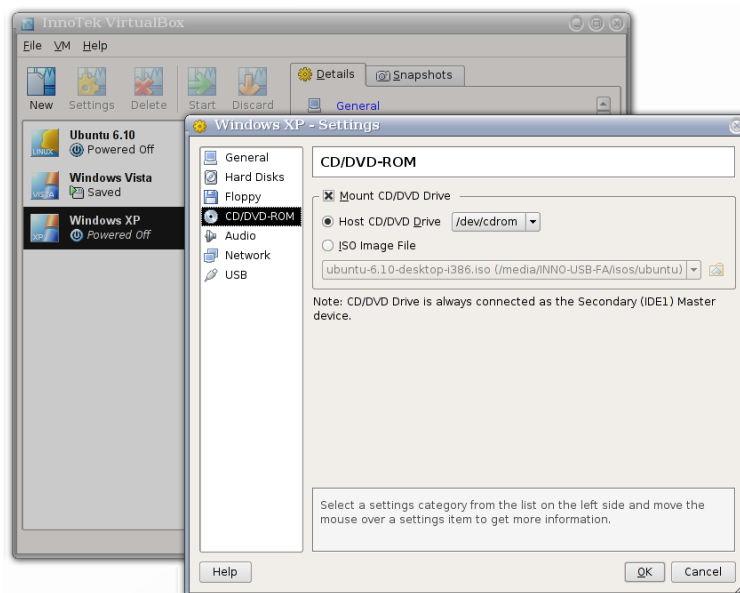 InnoTek VirtualBox
File VM Help
New Settings Delete Start Discard
Details Snapshots
General
LINUX Ubuntu 6.10
Powered Off
VISTA Windows Vista
Saved
XP Windows XP
Powered Off
Windows XP - Settings
General
Hard Disks
Floppy
CD/DVD-ROM
Audio
Network
USB
CD/DVD-ROM
Mount CD/DVD Drive
Host CD/DVD Drive /dev/cdrom
ISO Image File
ubuntu-6.10-desktop-i386.iso (/media/INNO-USB-FA/isos/ubuntu)
Note: CD/DVD Drive is always connected as the Secondary (IDE1) Master
device.
Select a settings category from the list on the left side and move the
mouse over a settings item to get more information.
Help OK Cancel